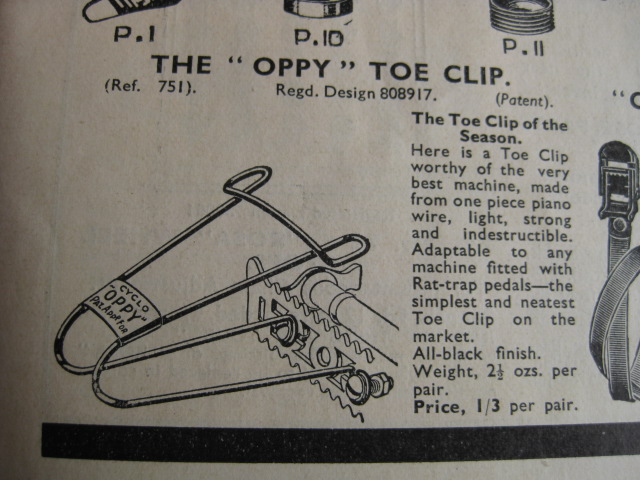 P.1
P.10
P.11
THE "OPPY" TOE CLIP.
(Ref. 751).
Regd. Design 808917.
(Patent).
The Toe Clip of the
Season.
Here is a Toe Clip
worthy of the very
best machine, made
from one piece piano
wire, light, strong
and indestructible.
Adaptable to any
machine fitted with
Rat-trap pedals—the
simplest and neatest
Toe Clip on the
market.
All-black finish.
Weight, 2½ ozs. per
pair.
Price, 1/3 per pair.
CYCLO
"OPPY"
Pat. App. For